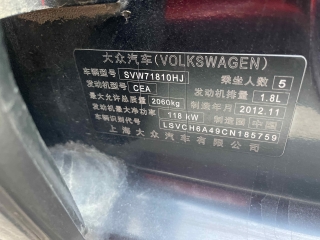 大众汽车(VOLKSWAGEN)
车辆型号 SVW71810HJ 乘坐人数 5
发动机型号 CEA 发动机排量 1.8L
最大允许总质量 2060kg 制造年月 2012.11
发动机最大净功率 118kW 制造国 中国
车辆识别代号 LSVCH6A49CN185759
上海大众汽车有限公司